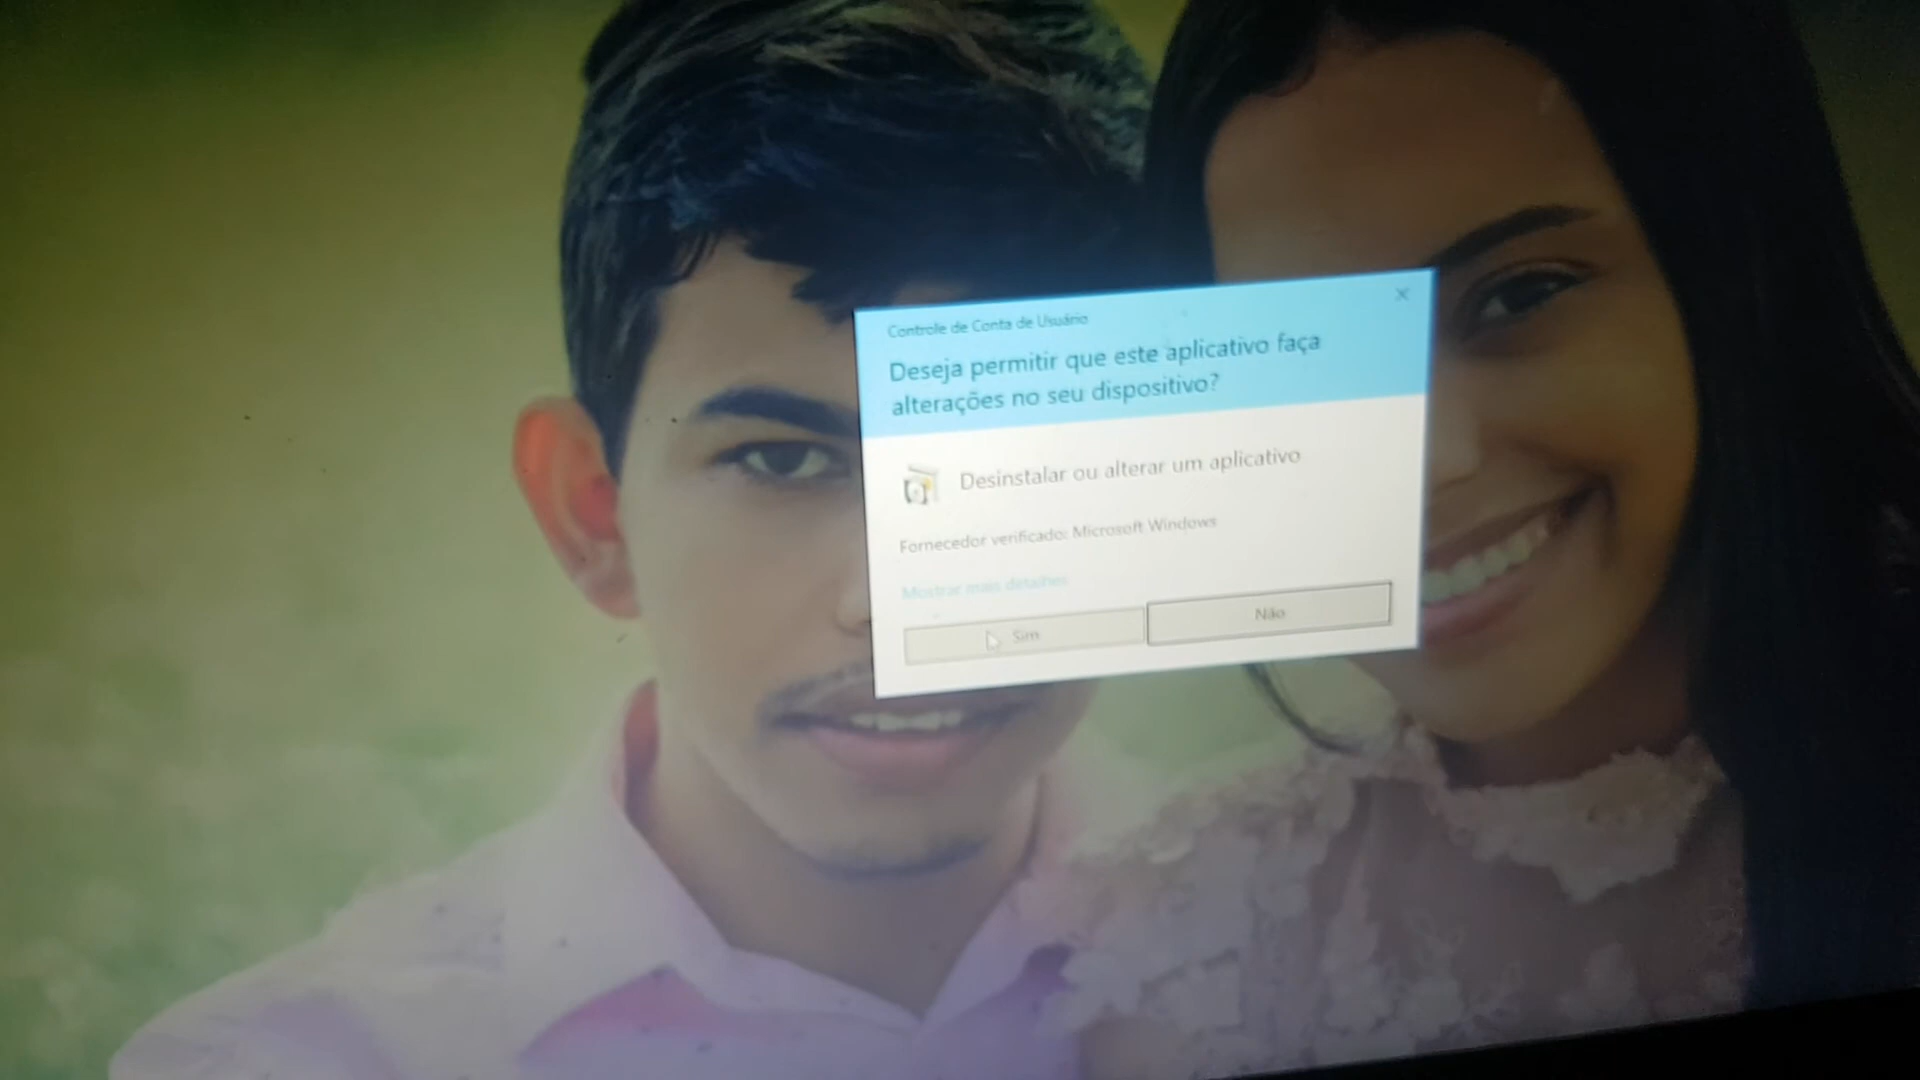 Controle de Conta de Usuário
Deseja permitir que este aplicativo faça
alterações no seu dispositivo?
Desinstalar ou alterar um aplicativo
Fornecedor verificado: Microsoft Windows
Mostrar mais detalhes
Sim
Não